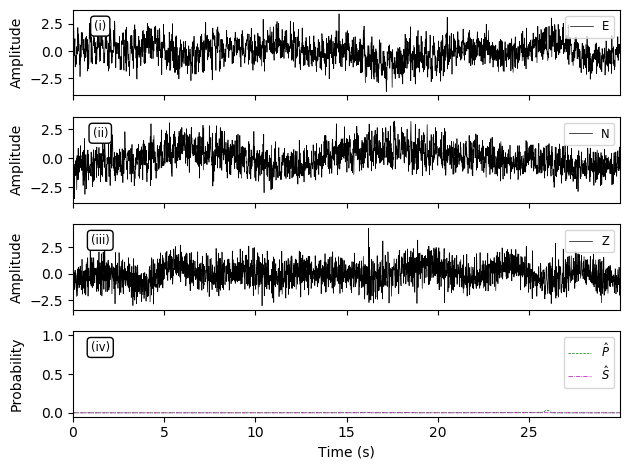 Amplitude
2.5
0.0
−2.5
(i)
E
Amplitude
2.5
0.0
−2.5
(ii)
N
Amplitude
2.5
0.0
−2.5
(iii)
Z
Probability
1.0
0.5
0.0
(iv)
P̂
Ŝ
0 5 10 15 20 25
Time (s)